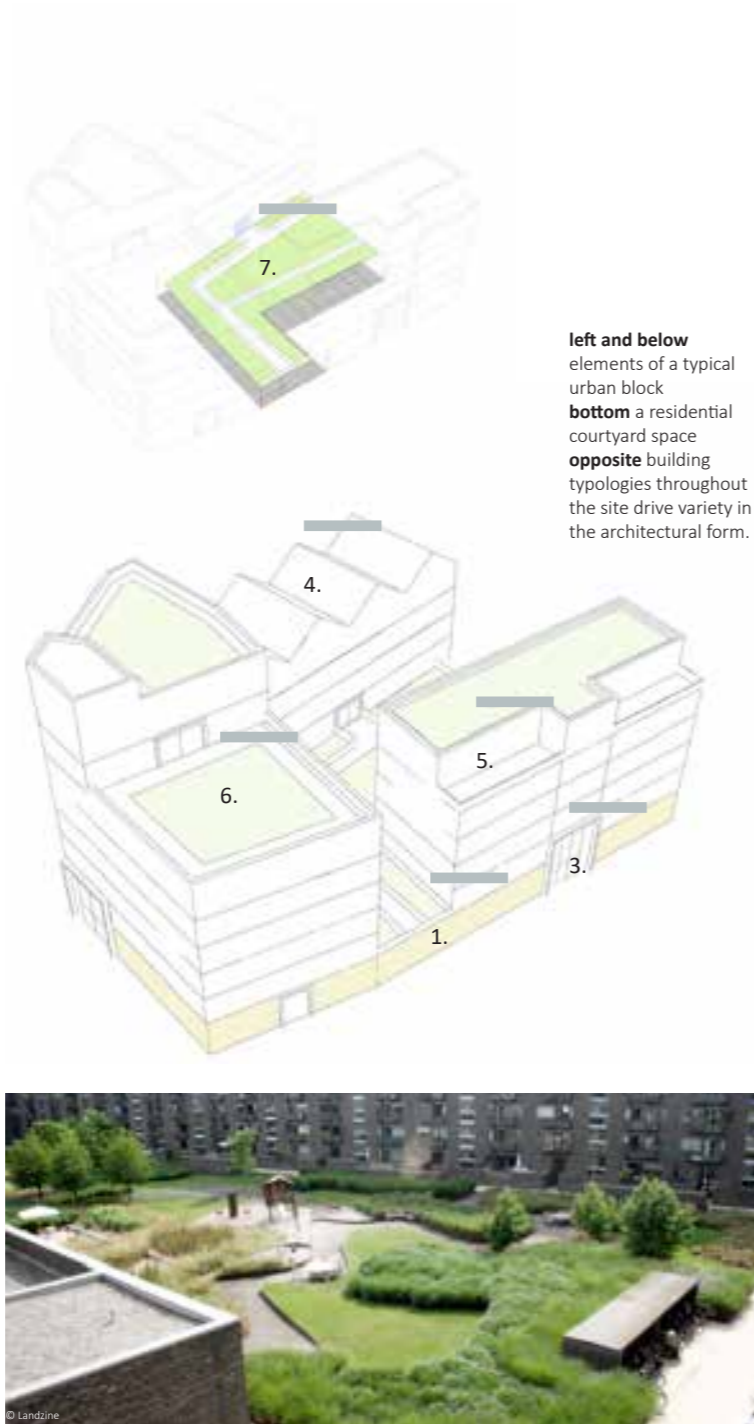 7.
left and below
elements of a typical
urban block
bottom a residential
courtyard space
opposite building
typologies throughout
the site drive variety in
the architectural form.
4.
5.
6.
3.
1.
© Landzine